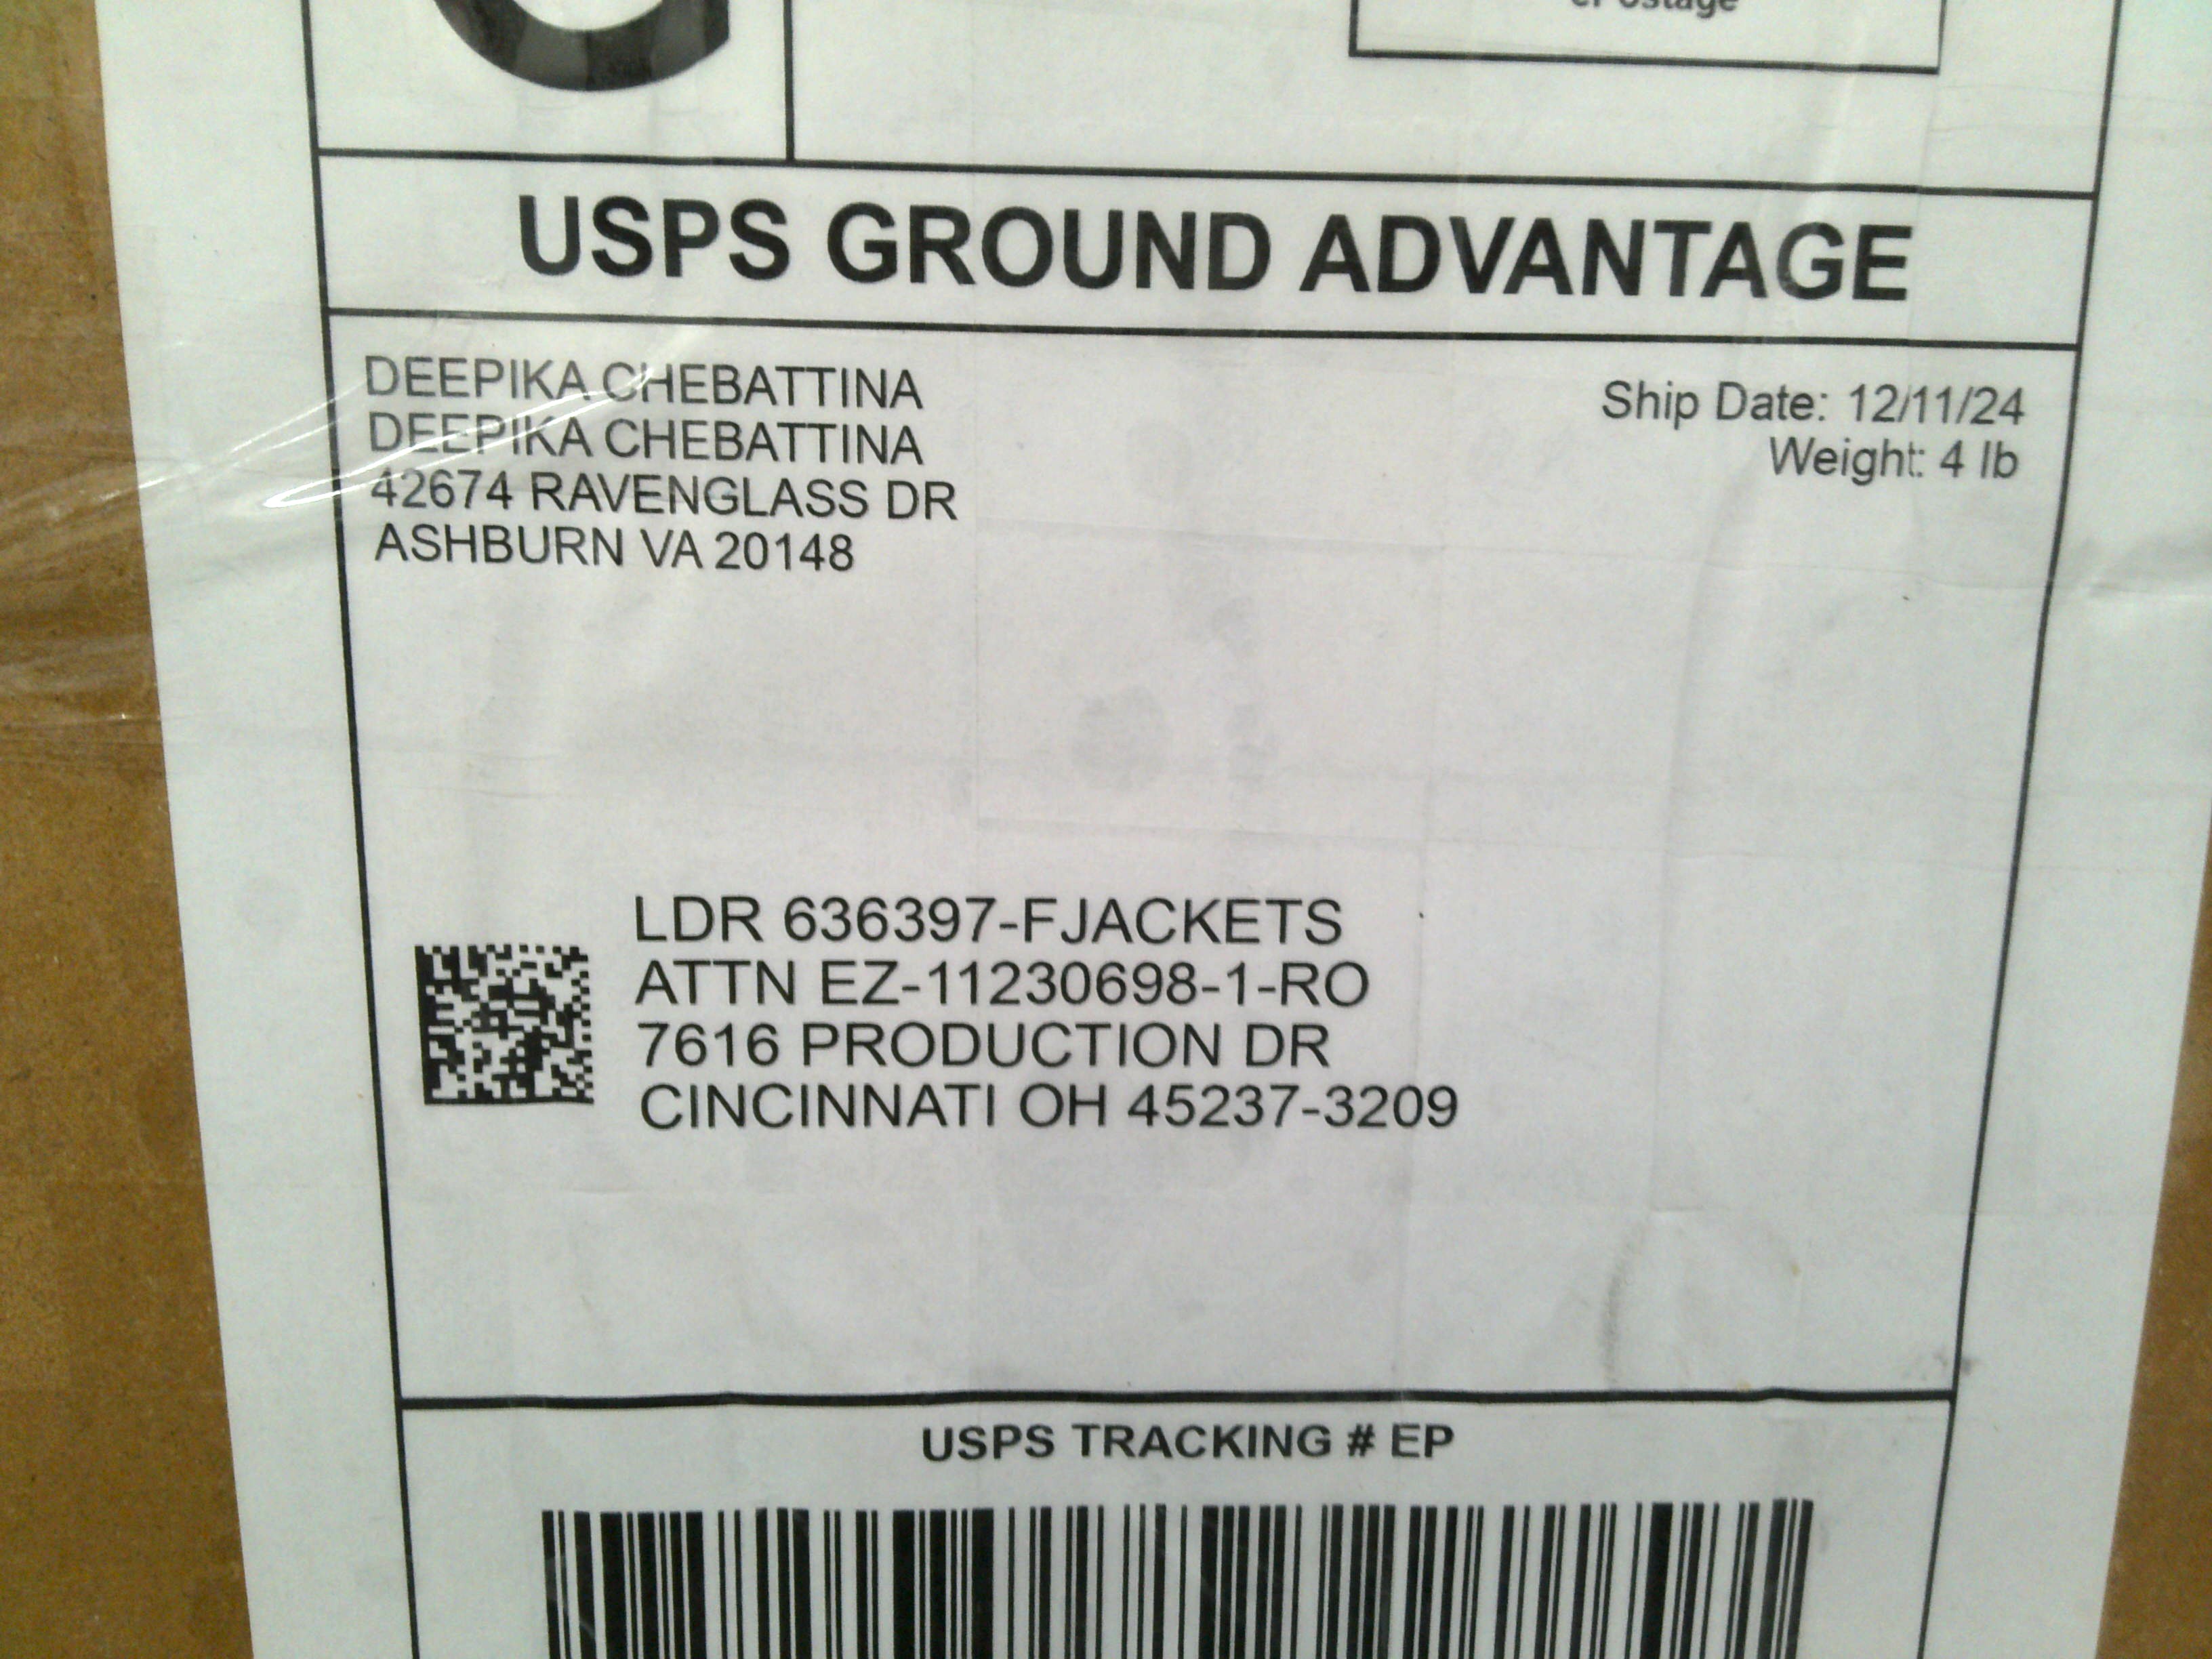 ePostage
USPS GROUND ADVANTAGE
DEEPIKA CHEBATTINA
DEEPIKA CHEBATTINA
42674 RAVENGLASS DR
ASHBURN VA 20148
Ship Date: 12/11/24
Weight: 4 lb
LDR 636397-FJACKETS
ATTN EZ-11230698-1-RO
7616 PRODUCTION DR
CINCINNATI OH 45237-3209
USPS TRACKING # EP